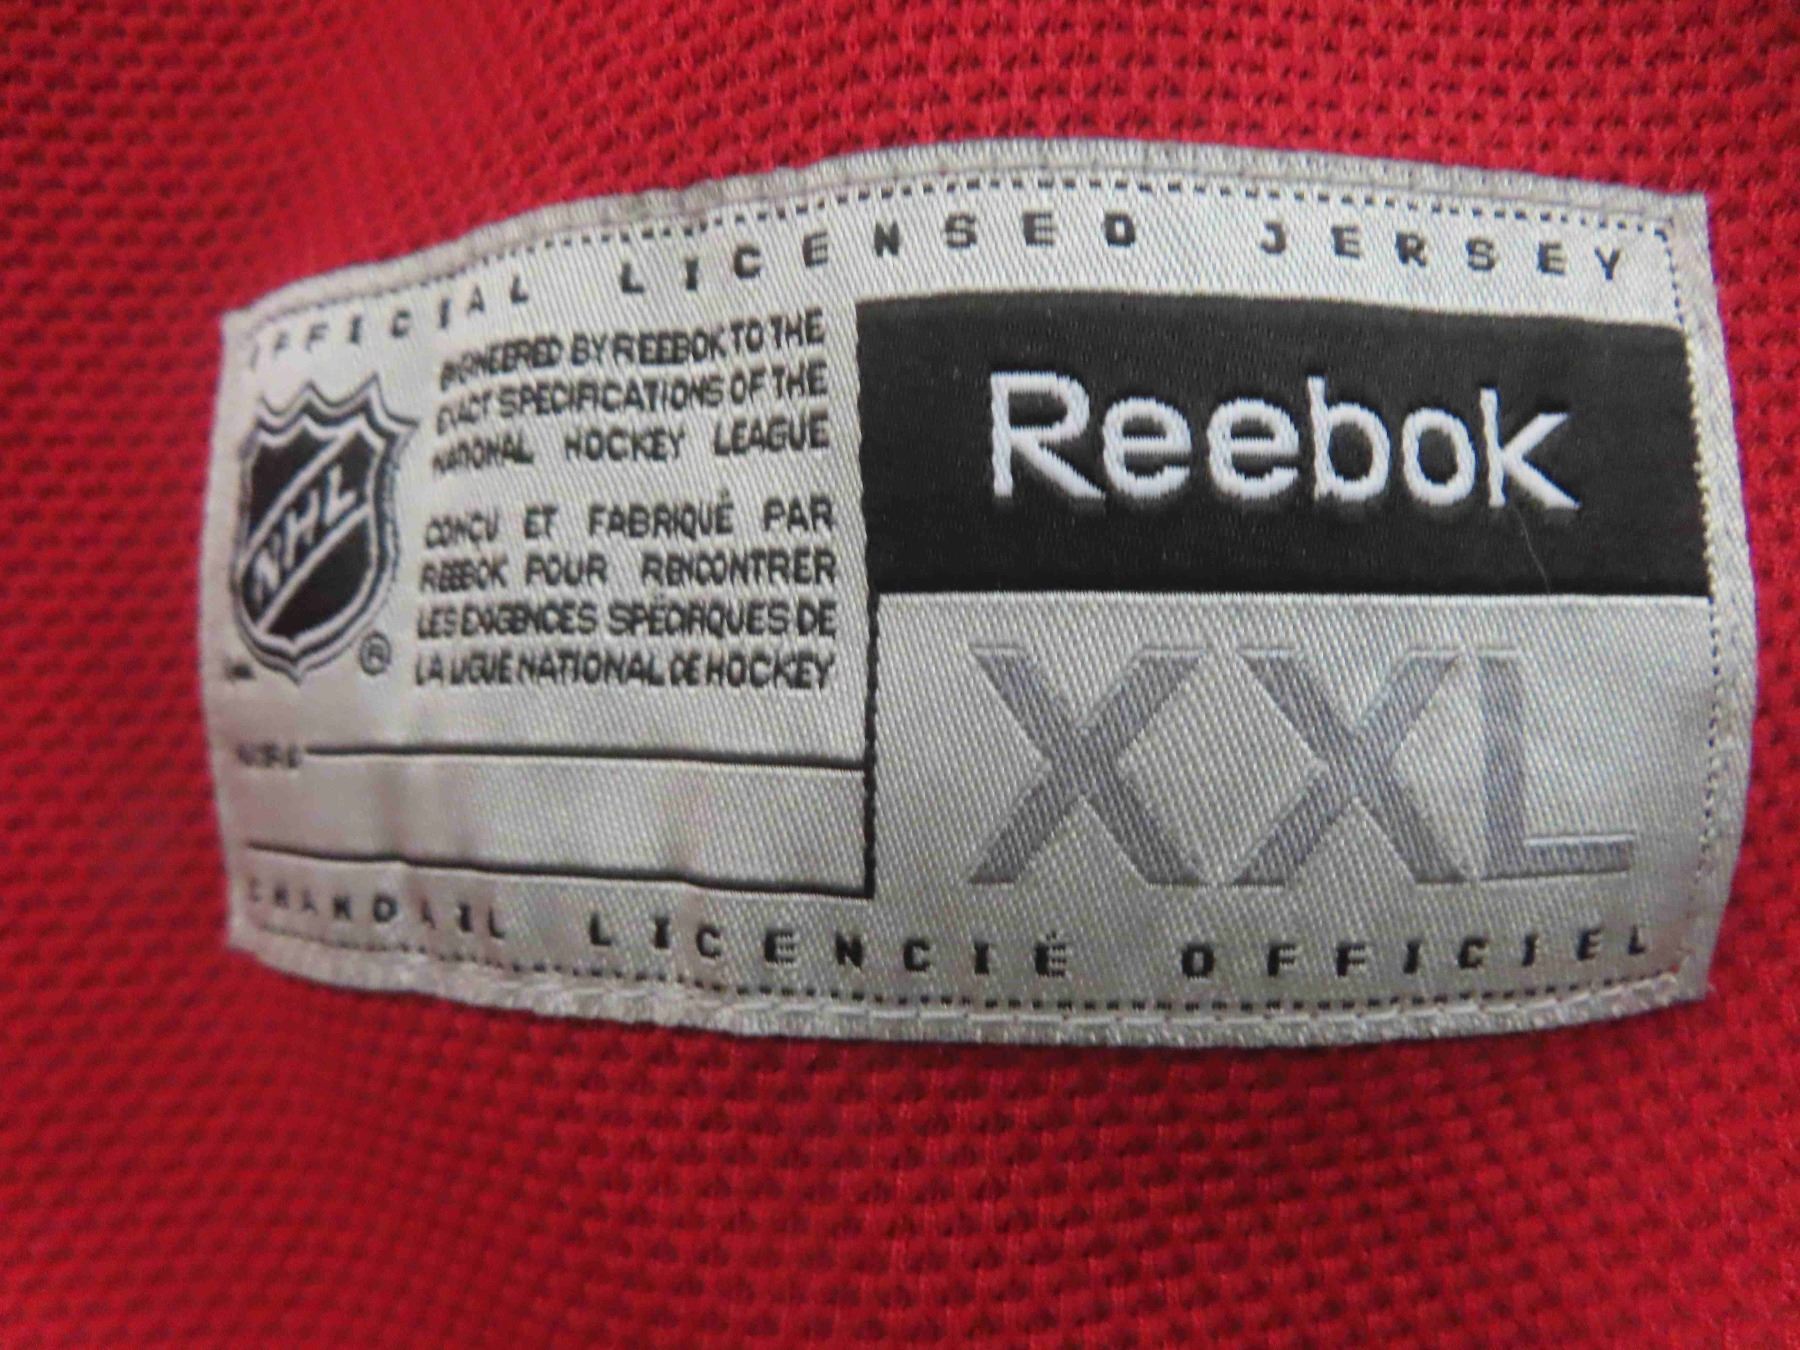 OFFICIAL LICENSED JERSEY
NHL
®
ENGINEERED BY REEBOK TO THE
EXACT SPECIFICATIONS OF THE
NATIONAL HOCKEY LEAGUE
CONÇU ET FABRIQUÉ PAR
REEBOK POUR RENCONTRER
LES EXIGENCES SPÉCIFIQUES DE
LA LIGUE NATIONAL DE HOCKEY
Reebok
XXL
CHANDAIL LICENCIÉ OFFICIEL